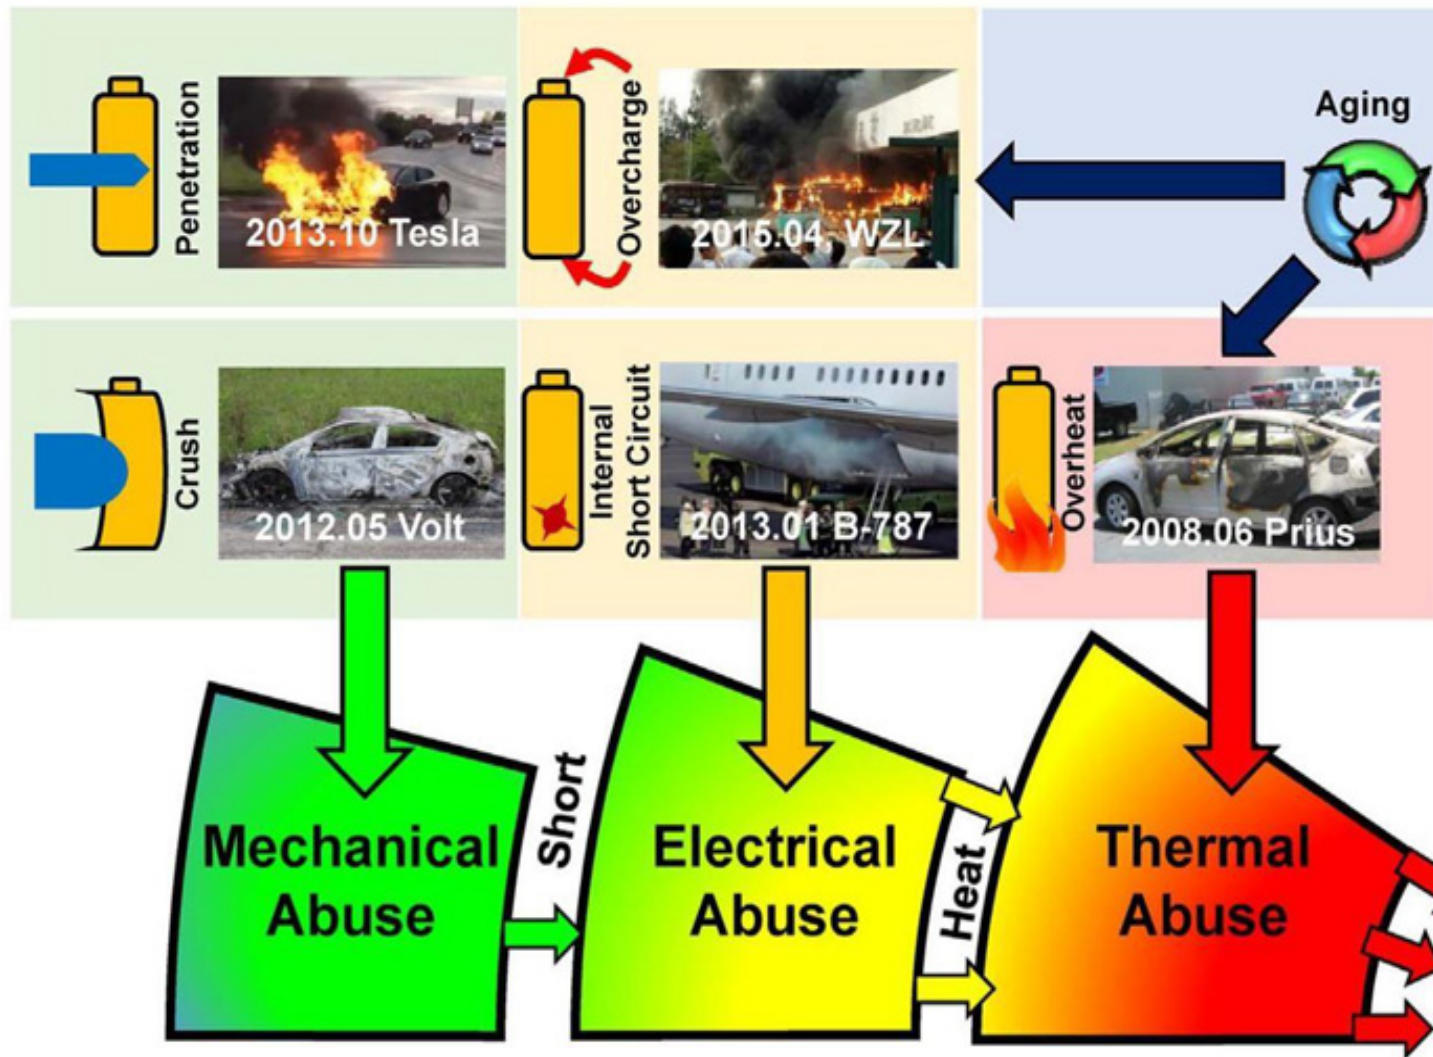 Penetration
2013.10 Tesla
Overcharge
2015.04, WZL
Aging
Crush
2012.05 Volt
Internal
Short Circuit
2013.01 B-787
Overheat
2008.06 Prius
Mechanical
Abuse
Short
Electrical
Abuse
Heat
Thermal
Abuse